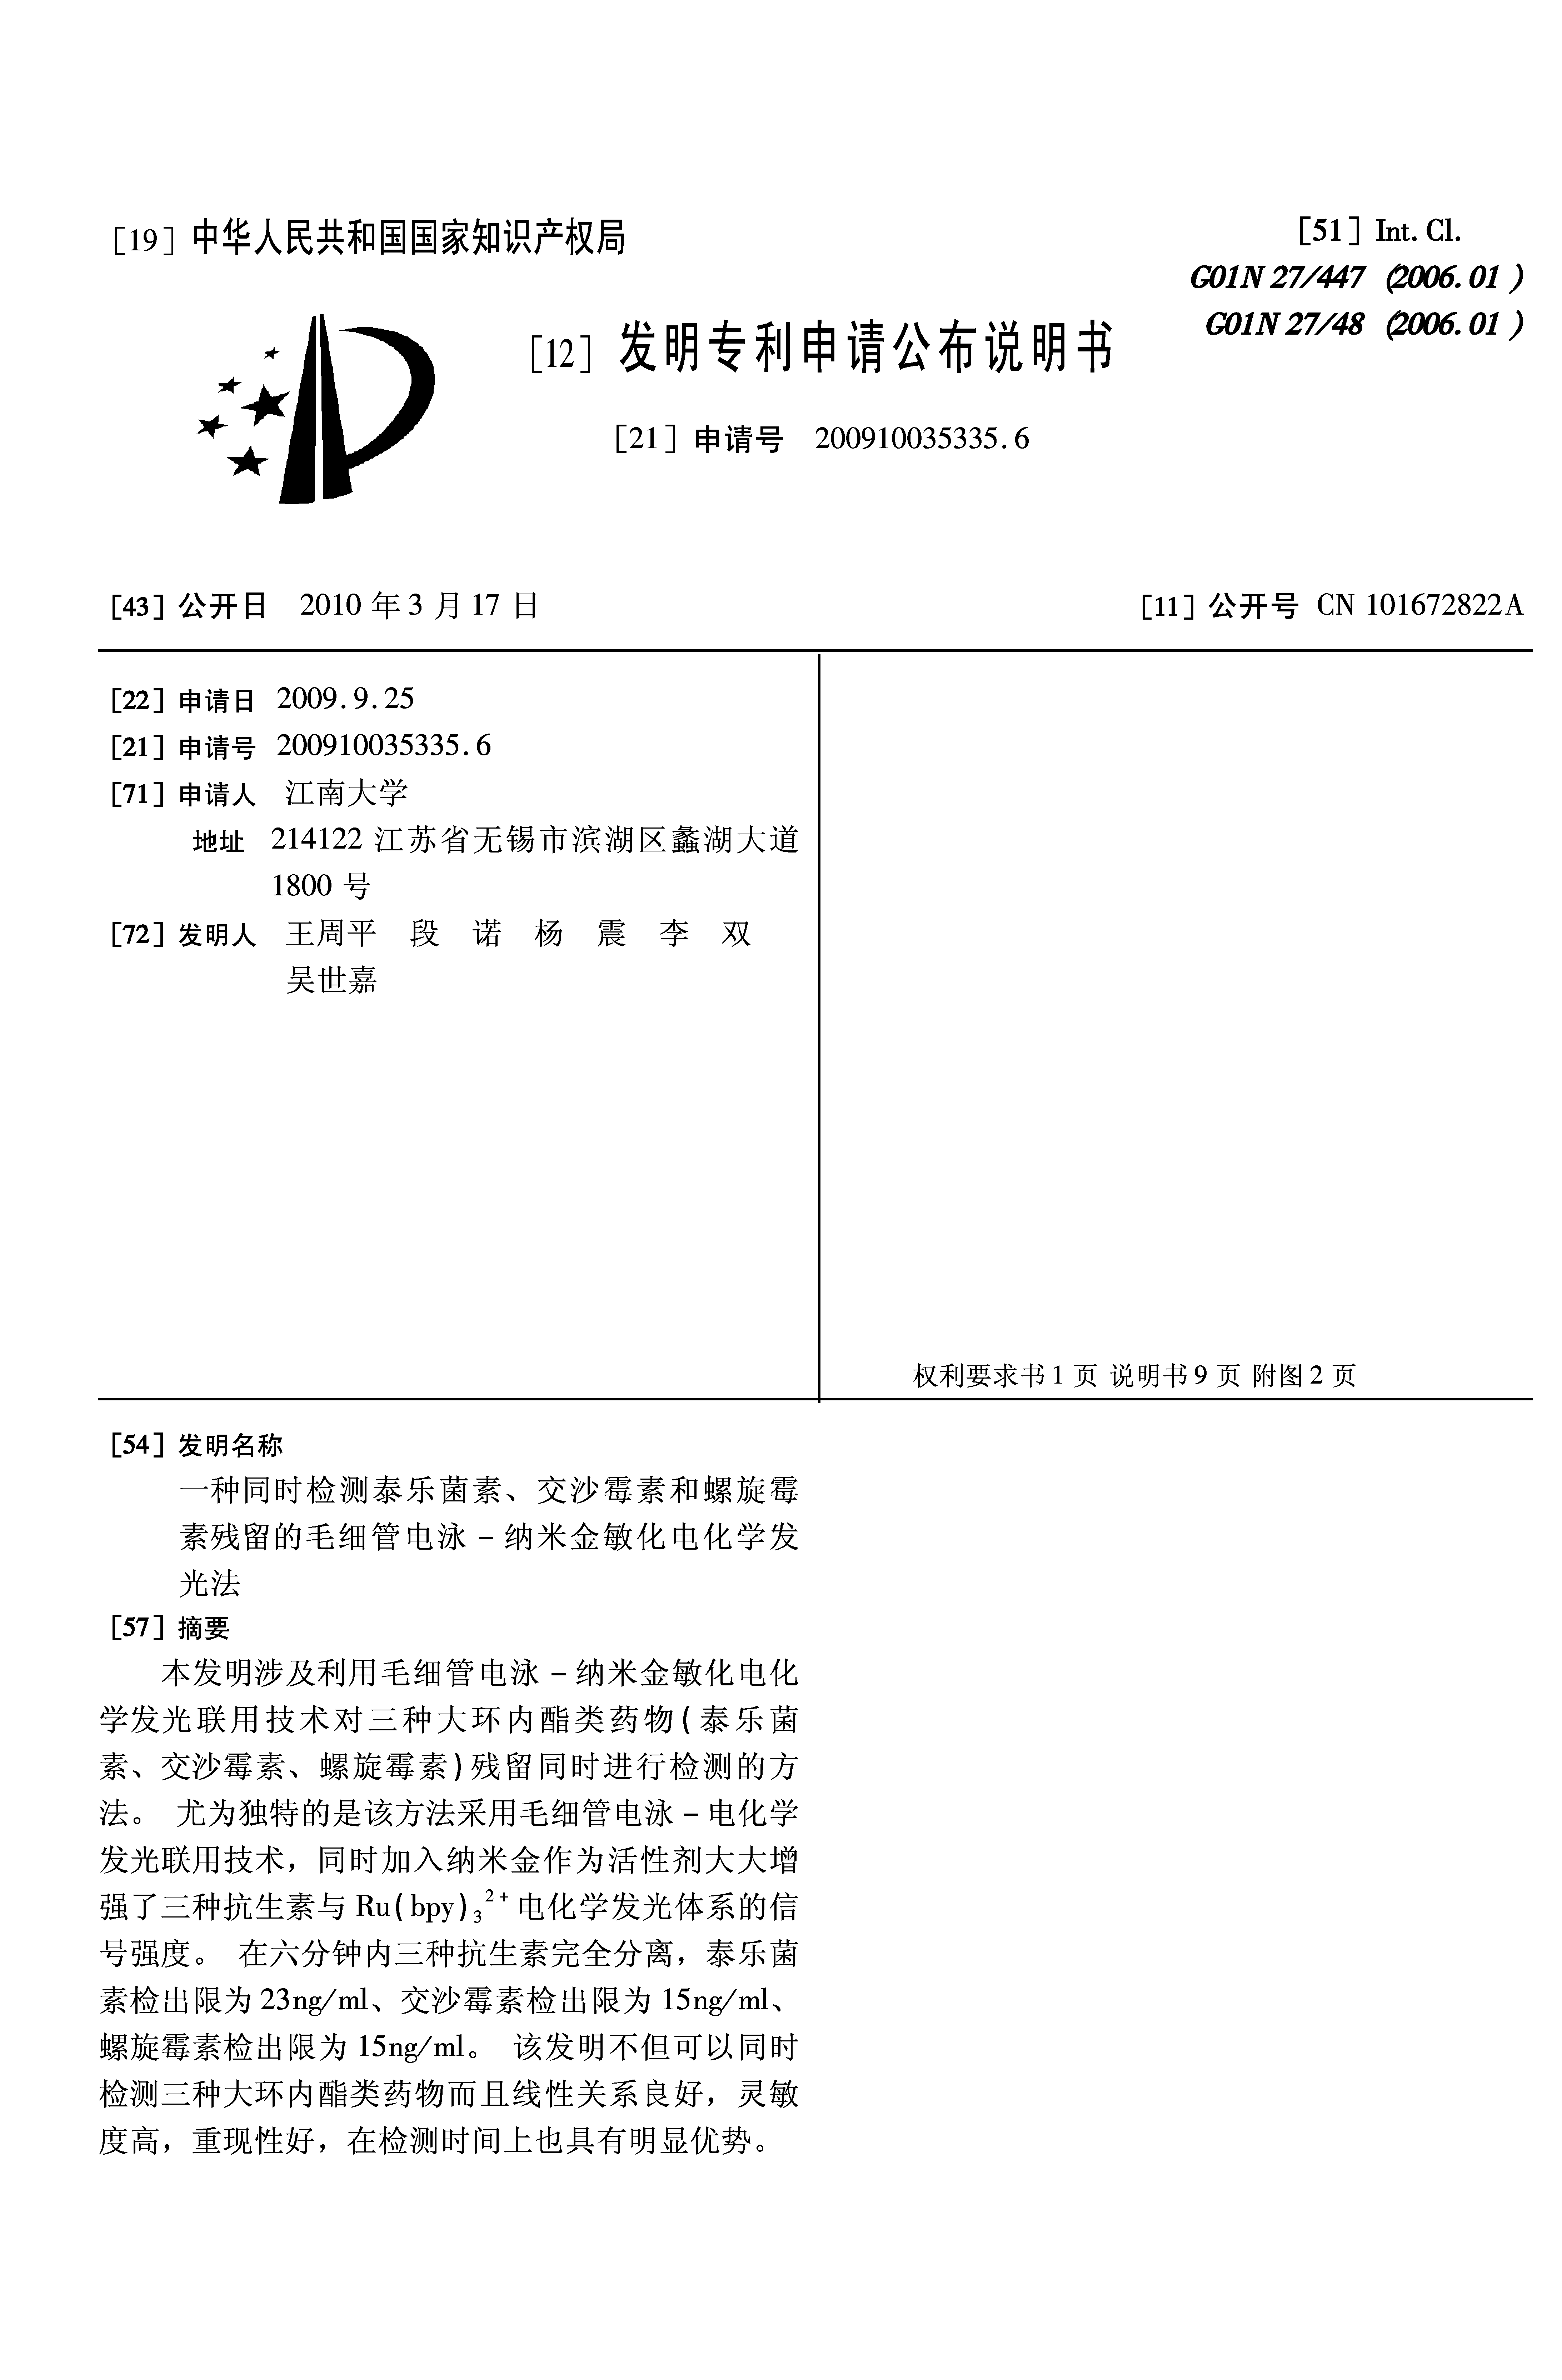 [19] 中华人民共和国国家知识产权局
[51] Int. Cl.
G01N 27/447 (2006.01)
G01N 27/48 (2006.01)
[12] 发明专利申请公布说明书
[21] 申请号 200910035335.6
[43] 公开日 2010 年 3 月 17 日
[11] 公开号 CN 101672822A
[22] 申请日 2009.9.25
[21] 申请号 200910035335.6
[71] 申请人 江南大学
地址 214122 江苏省无锡市滨湖区蠡湖大道
1800 号
[72] 发明人 王周平 段 诺 杨 震 李 双
吴世嘉
权利要求书 1 页 说明书 9 页 附图 2 页
[54] 发明名称
一种同时检测泰乐菌素、交沙霉素和螺旋霉
素残留的毛细管电泳－纳米金敏化电化学发
光法
[57] 摘要
本发明涉及利用毛细管电泳－纳米金敏化电化
学发光联用技术对三种大环内酯类药物(泰乐菌
素、交沙霉素、螺旋霉素)残留同时进行检测的方
法。 尤为独特的是该方法采用毛细管电泳－电化学
发光联用技术，同时加入纳米金作为活性剂大大增
强了三种抗生素与 Ru(bpy)₃²⁺ 电化学发光体系的信
号强度。 在六分钟内三种抗生素完全分离，泰乐菌
素检出限为 23ng/ml、交沙霉素检出限为 15ng/ml、
螺旋霉素检出限为 15ng/ml。 该发明不但可以同时
检测三种大环内酯类药物而且线性关系良好，灵敏
度高，重现性好，在检测时间上也具有明显优势。